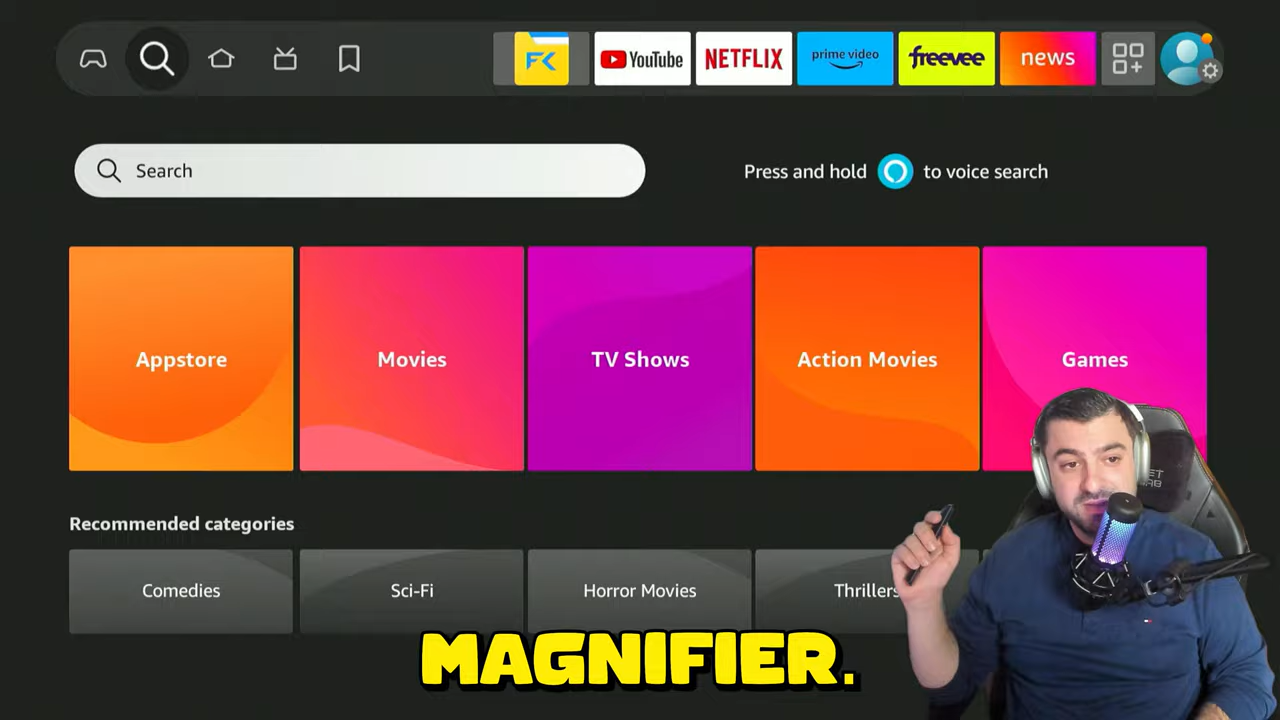 FK
YouTube
NETFLIX
prime video
freevee
news
Search
Press and hold to voice search
Appstore
Movies
TV Shows
Action Movies
Games
Recommended categories
Comedies
Sci-Fi
Horror Movies
Thrillers
MAGNIFIER.